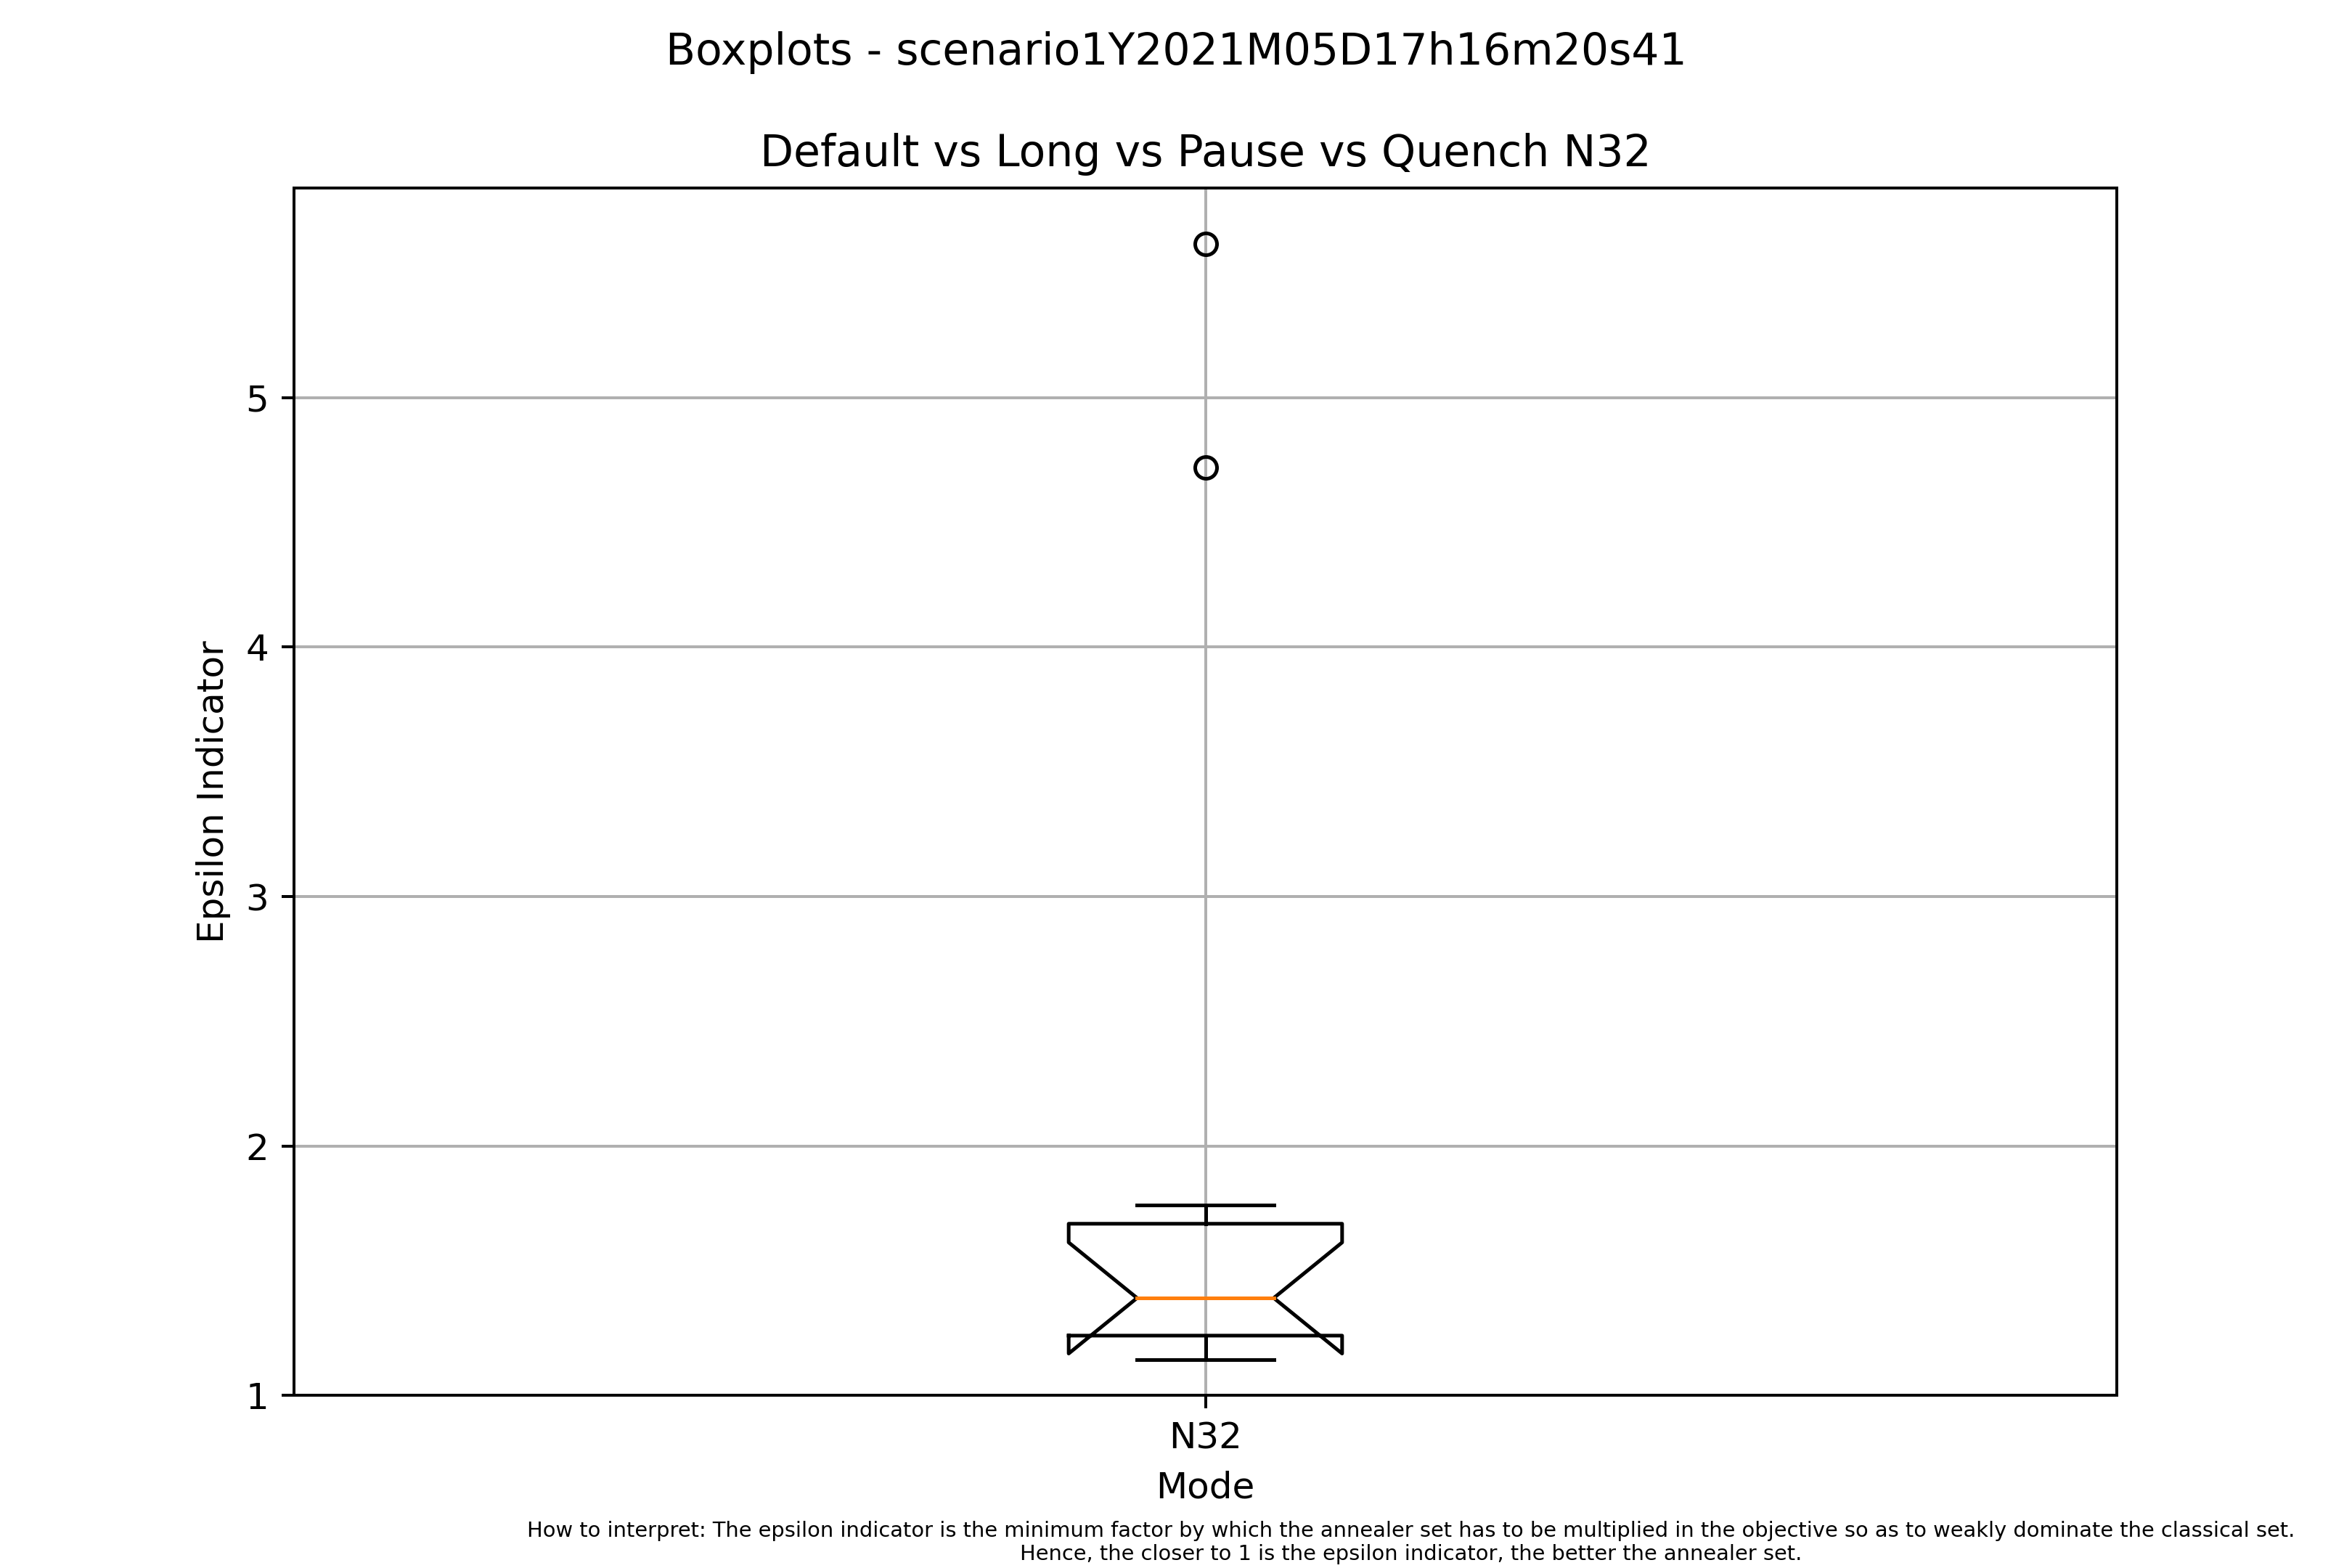 Boxplots - scenario1Y2021M05D17h16m20s41
Default vs Long vs Pause vs Quench N32
Epsilon Indicator
5
4
3
2
1
N32
Mode
How to interpret: The epsilon indicator is the minimum factor by which the annealer set has to be multiplied in the objective so as to weakly dominate the classical set.
Hence, the closer to 1 is the epsilon indicator, the better the annealer set.